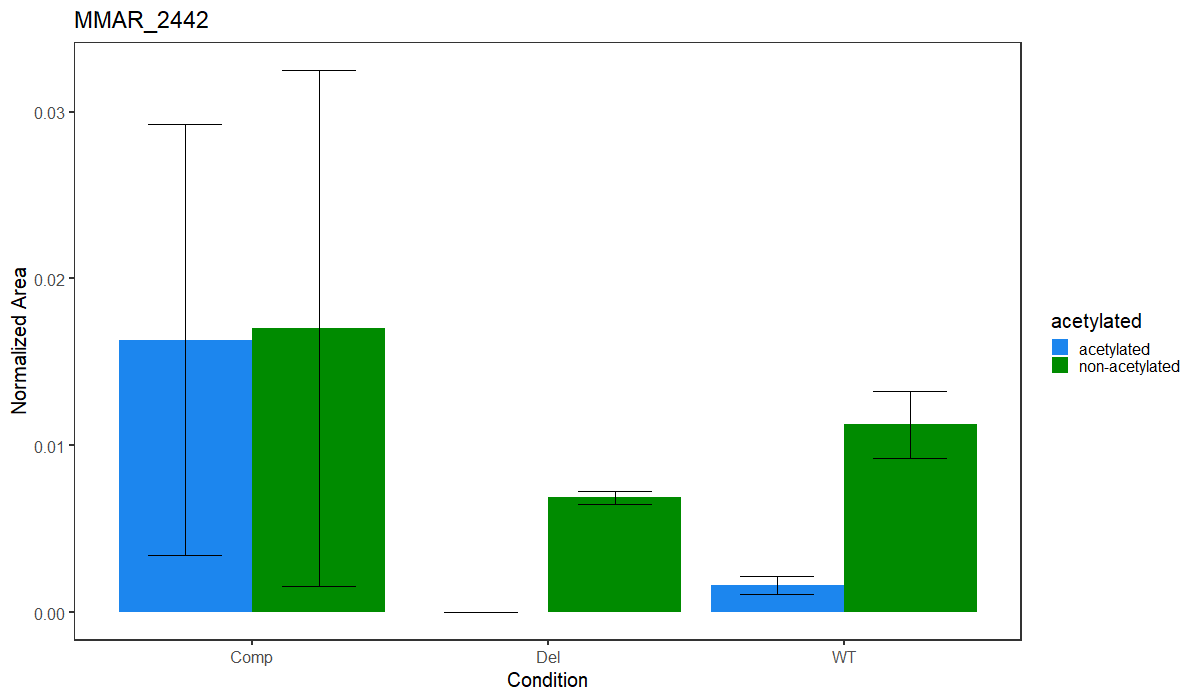 MMAR_2442
Normalized Area
0.03
0.02
0.01
0.00
Comp
Del
WT
Condition
acetylated
acetylated
non-acetylated